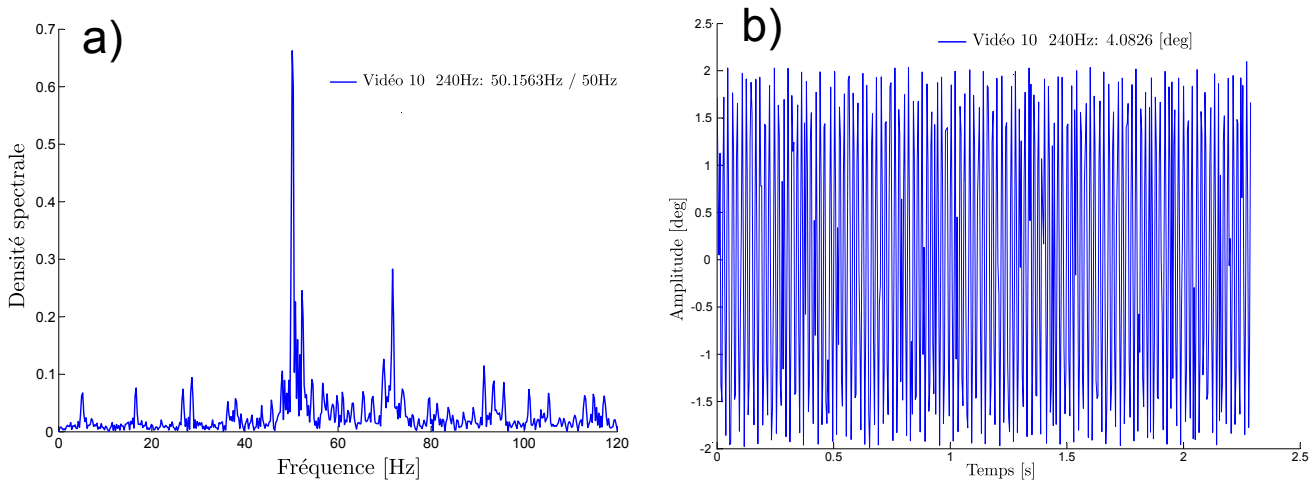 a)
0.7
0.6
0.5
0.4
0.3
0.2
0.1
0
Densité spectrale
Vidéo 10 240Hz: 50.1563Hz / 50Hz
0 20 40 60 80 100 120
Fréquence [Hz]
b)
2.5
2
1.5
1
0.5
0
-0.5
-1
-1.5
-2
Amplitude [deg]
Vidéo 10 240Hz: 4.0826 [deg]
0 0.5 1 1.5 2 2.5
Temps [s]